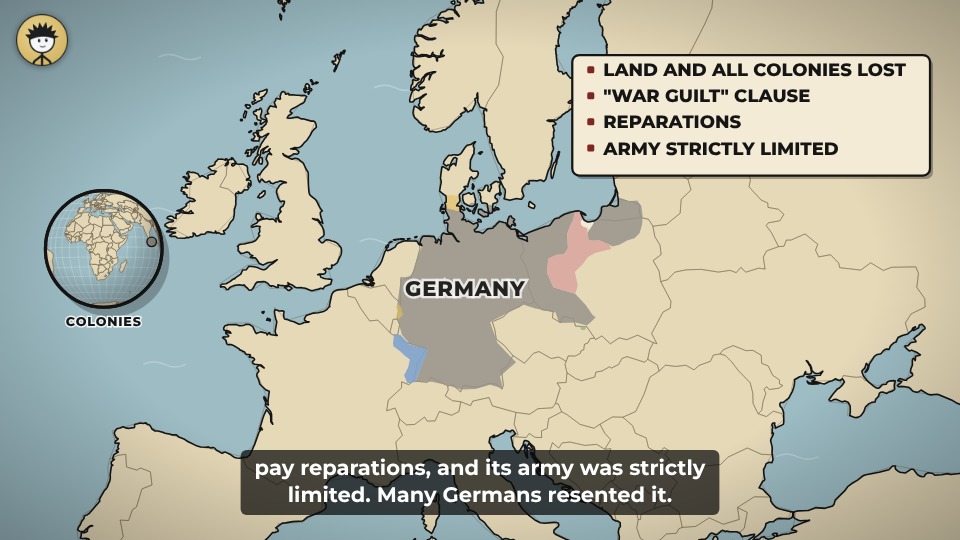 LAND AND ALL COLONIES LOST
"WAR GUILT" CLAUSE
REPARATIONS
ARMY STRICTLY LIMITED
GERMANY
COLONIES
pay reparations, and its army was strictly
limited. Many Germans resented it.